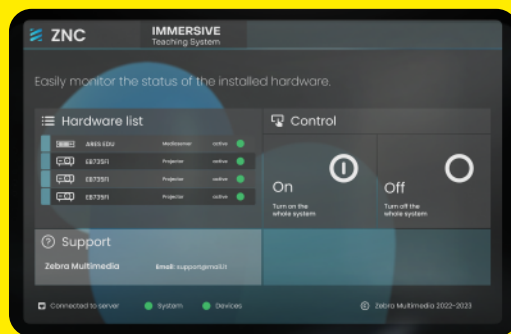 ZNC
IMMERSIVE
Teaching System
Easily monitor the status of the installed hardware.
Hardware list
ARES EDU Mediaserver active
EB735Fi Projector active
EB735Fi Projector active
EB735Fi Projector active
Control
On
Turn on the
whole system
Off
Turn off the
whole system
Support
Zebra Multimedia Email:
Connected to server System Devices
© Zebra Multimedia 2022-2023